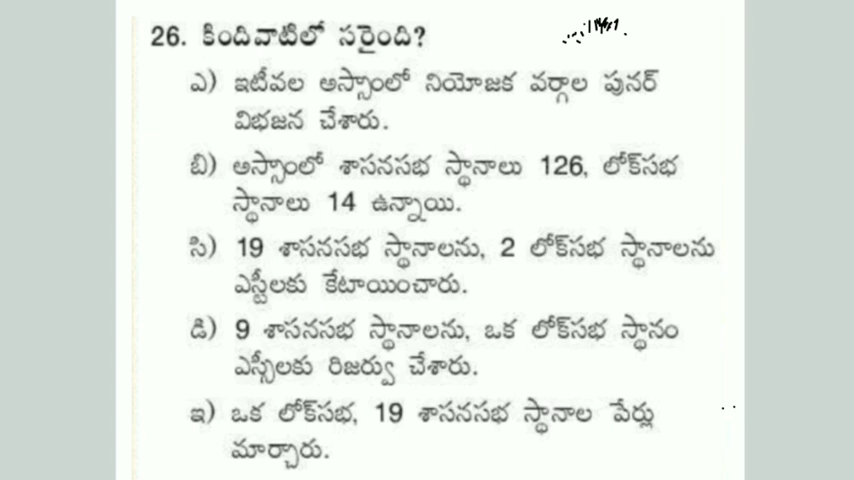 26. కిందివాటిలో సరైంది?
ఎ) ఇటీవల అస్సాంలో నియోజక వర్గాల పునర్
విభజన చేశారు.
బి) అస్సాంలో శాసనసభ స్థానాలు 126, లోక్‌సభ
స్థానాలు 14 ఉన్నాయి.
సి) 19 శాసనసభ స్థానాలను, 2 లోక్‌సభ స్థానాలను
ఎస్టీలకు కేటాయించారు.
డి) 9 శాసనసభ స్థానాలను, ఒక లోక్‌సభ స్థానం
ఎస్సీలకు రిజర్వు చేశారు.
ఇ) ఒక లోక్‌సభ, 19 శాసనసభ స్థానాల పేర్లు
మార్చారు.